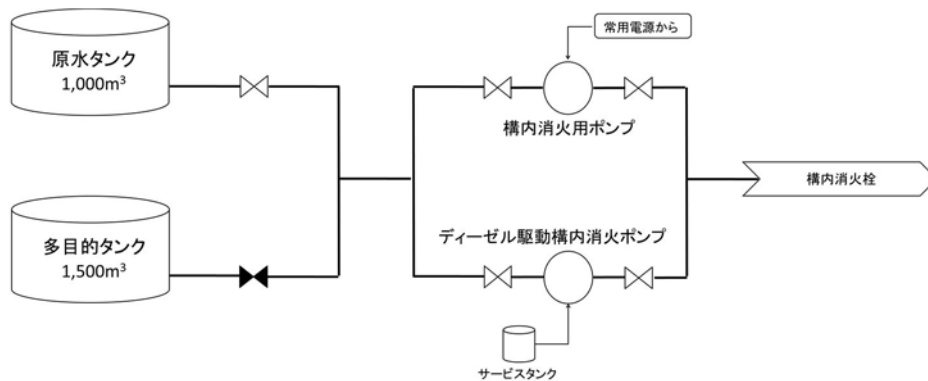 常用電源から
原水タンク
1,000m³
構内消火用ポンプ
構内消火栓
多目的タンク
1,500m³
ディーゼル駆動構内消火ポンプ
サービスタンク